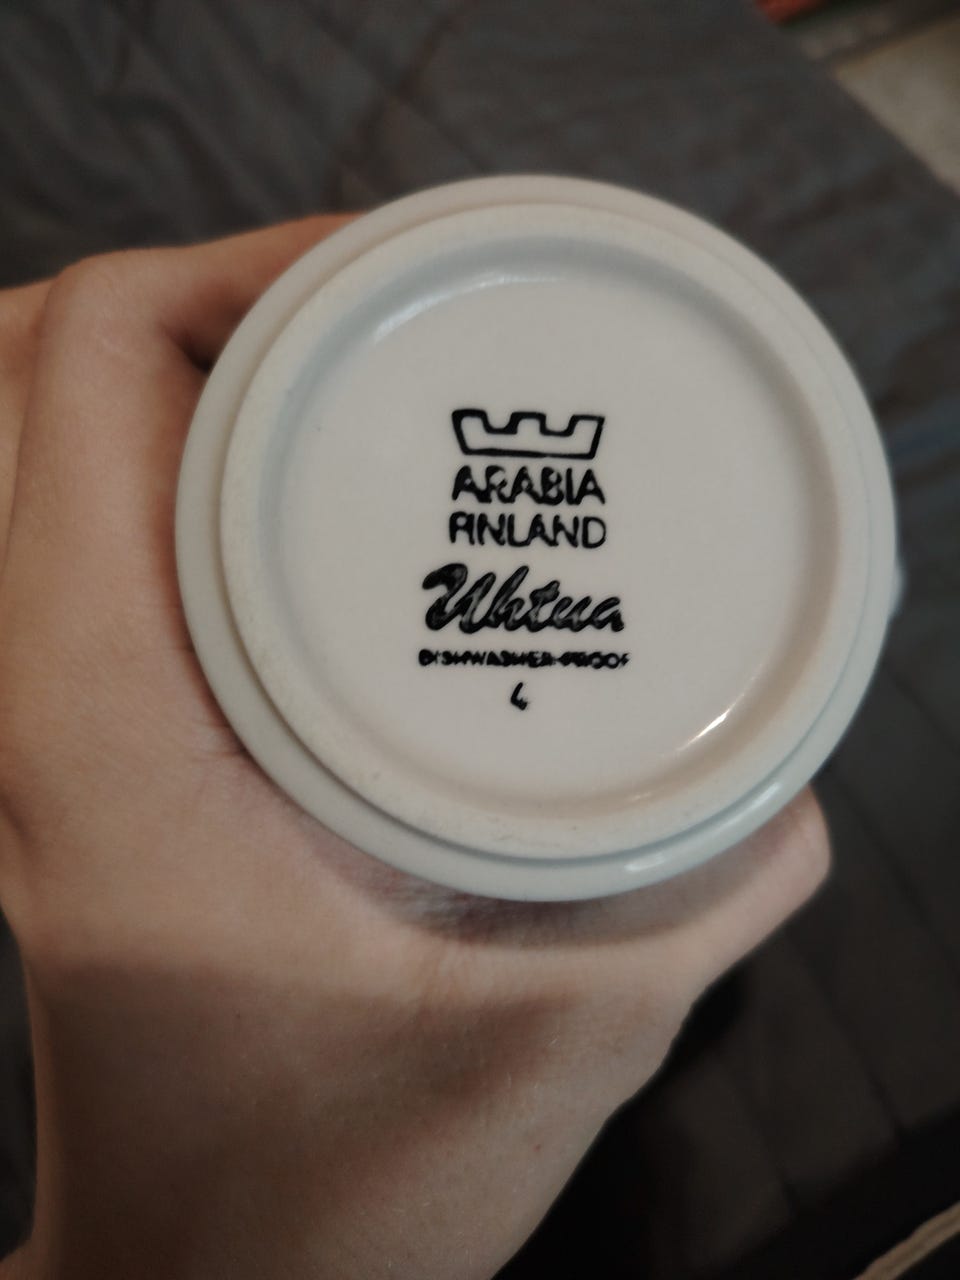 ARABIA
FINLAND
Uhtua
DISHWASHER-PROOF
4